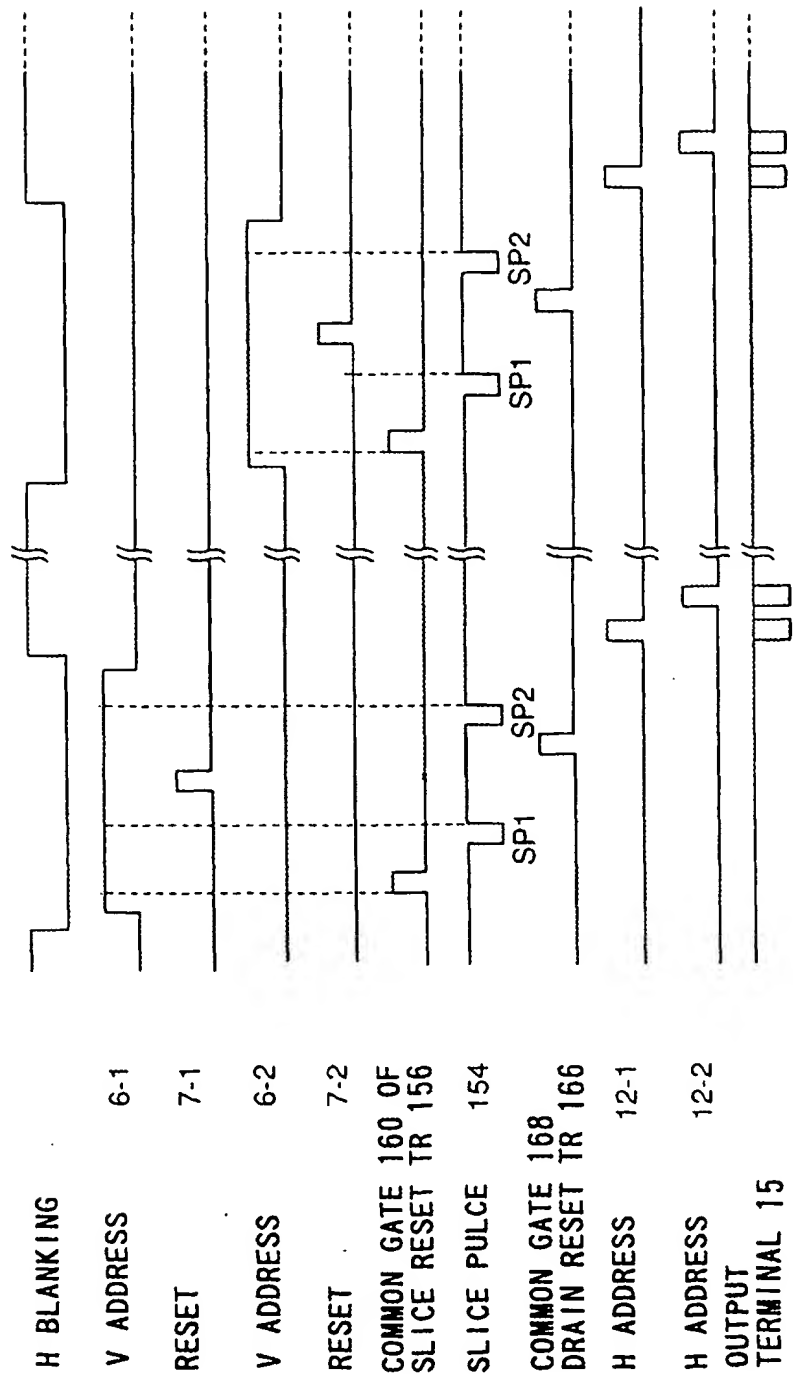 H BLANKING
V ADDRESS 6-1
RESET 7-1
V ADDRESS 6-2
RESET 7-2
COMMON GATE 160 OF
SLICE RESET TR 156
SLICE PULCE 154
SP1 SP2 SP1 SP2
COMMON GATE 168
DRAIN RESET TR 166
H ADDRESS 12-1
H ADDRESS 12-2
OUTPUT
TERMINAL 15